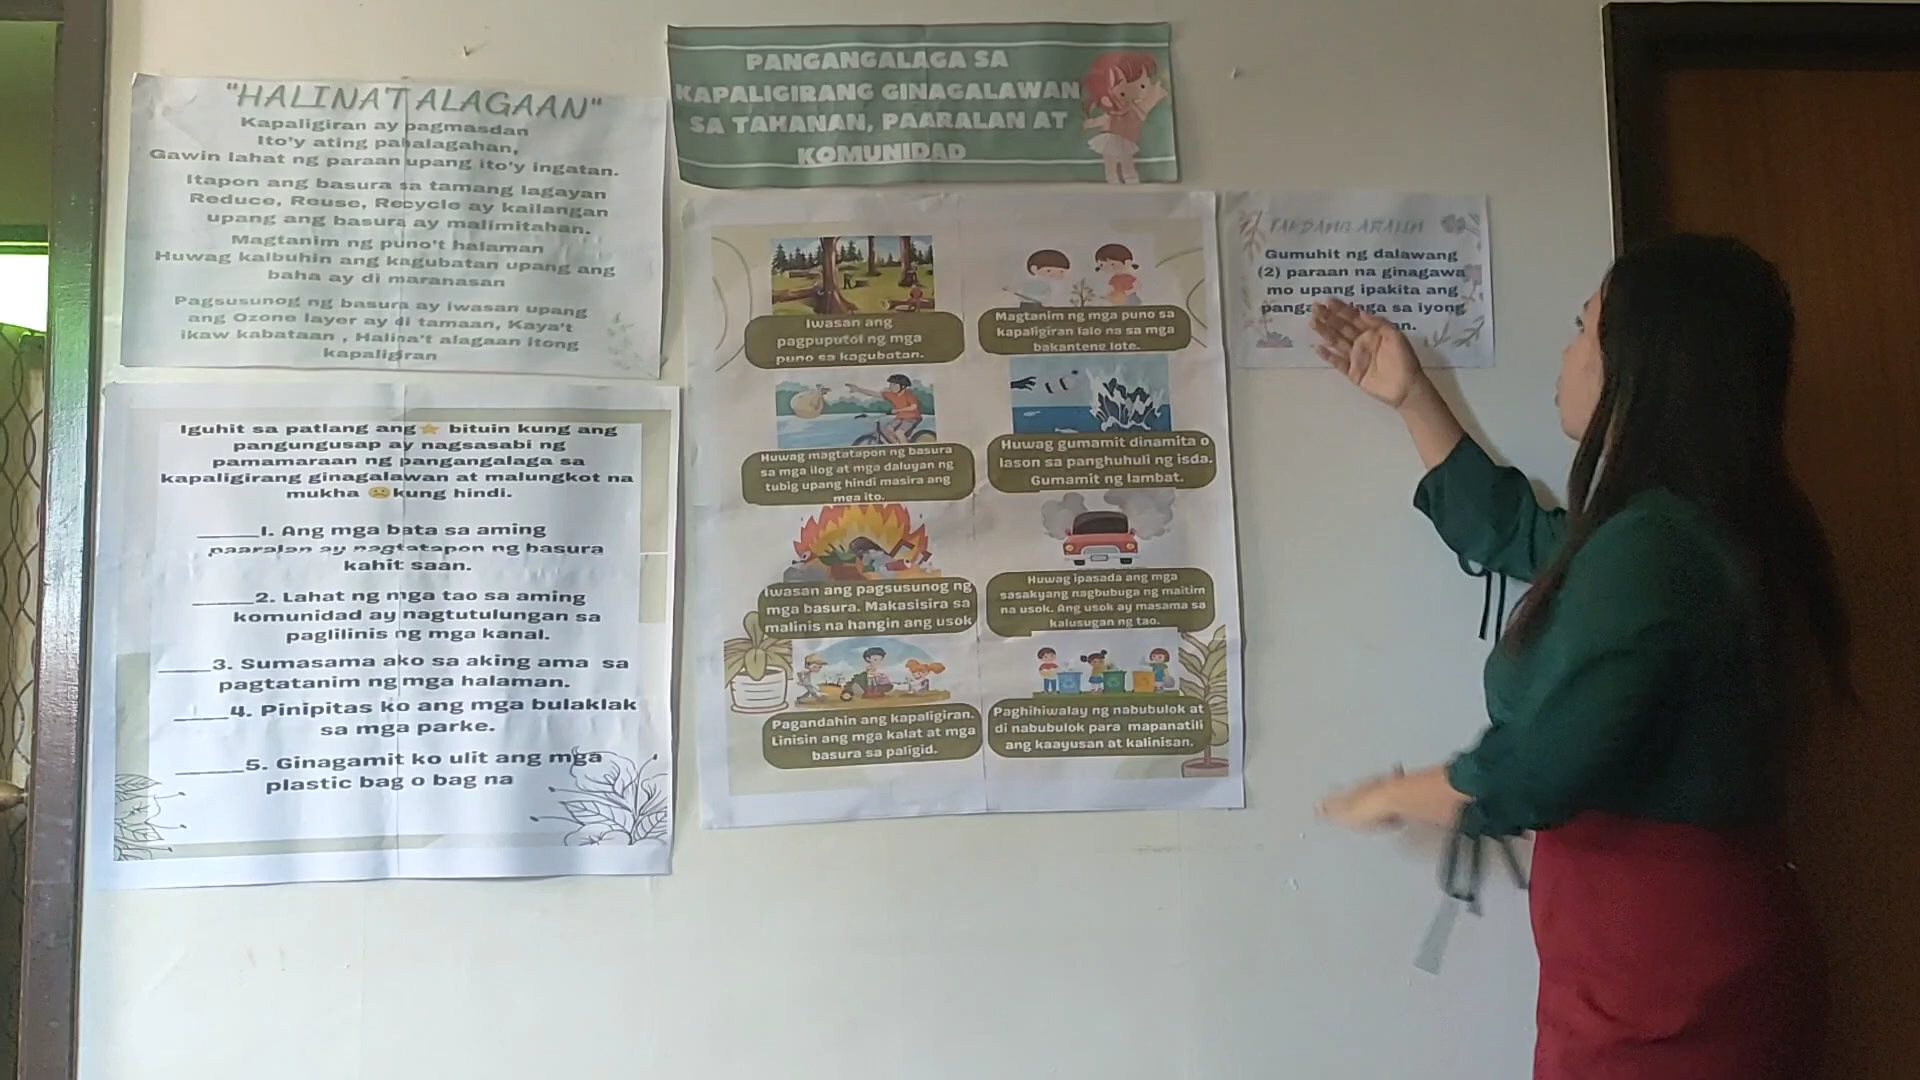 "HALINA'T ALAGAAN"
Kapaligiran ay pagmasdan
Ito'y ating pahalagahan,
Gawin lahat ng paraan upang ito'y ingatan.
Itapon ang basura sa tamang lagayan
Reduce, Reuse, Recycle ay kailangan
upang ang basura ay malimitahan.
Magtanim ng puno't halaman
Huwag kalbuhin ang kagubatan upang ang
baha ay di maranasan
Pagsusunog ng basura ay iwasan upang
ang Ozone layer ay di tamaan, Kaya't
ikaw kabataan , Halina't alagaan itong
kapaligiran
Iguhit sa patlang ang ⭐ bituin kung ang
pangungusap ay nagsasabi ng
pamamaraan ng pangangalaga sa
kapaligirang ginagalawan at malungkot na
mukha ☹ kung hindi.
_____1. Ang mga bata sa aming
paaralan ay nagtatapon ng basura
kahit saan.
_____2. Lahat ng mga tao sa aming
komunidad ay nagtutulungan sa
paglilinis ng mga kanal.
____3. Sumasama ako sa aking ama sa
pagtatanim ng mga halaman.
____4. Pinipitas ko ang mga bulaklak
sa mga parke.
_____5. Ginagamit ko ulit ang mga
plastic bag o bag na
PANGANGALAGA SA
KAPALIGIRANG GINAGALAWAN
SA TAHANAN, PAARALAN AT
KOMUNIDAD
Iwasan ang
pagpuputol ng mga
puno sa kagubatan.
Magtanim ng mga puno sa
kapaligiran lalo na sa mga
bakanteng lote.
Huwag magtatapon ng basura
sa mga ilog at mga daluyan ng
tubig upang hindi masira ang
mga ito.
Huwag gumamit dinamita o
lason sa panghuhuli ng isda.
Gumamit ng lambat.
Iwasan ang pagsusunog ng
mga basura. Makasisira sa
malinis na hangin ang usok
Huwag ipasada ang mga
sasakyang nagbubuga ng maitim
na usok. Ang usok ay masama sa
kalusugan ng tao.
Pagandahin ang kapaligiran.
Linisin ang mga kalat at mga
basura sa paligid.
Paghihiwalay ng nabubulok at
di nabubulok para mapanatili
ang kaayusan at kalinisan.
TAKDANG ARALIN
Gumuhit ng dalawang
(2) paraan na ginagawa
mo upang ipakita ang
sa iyong